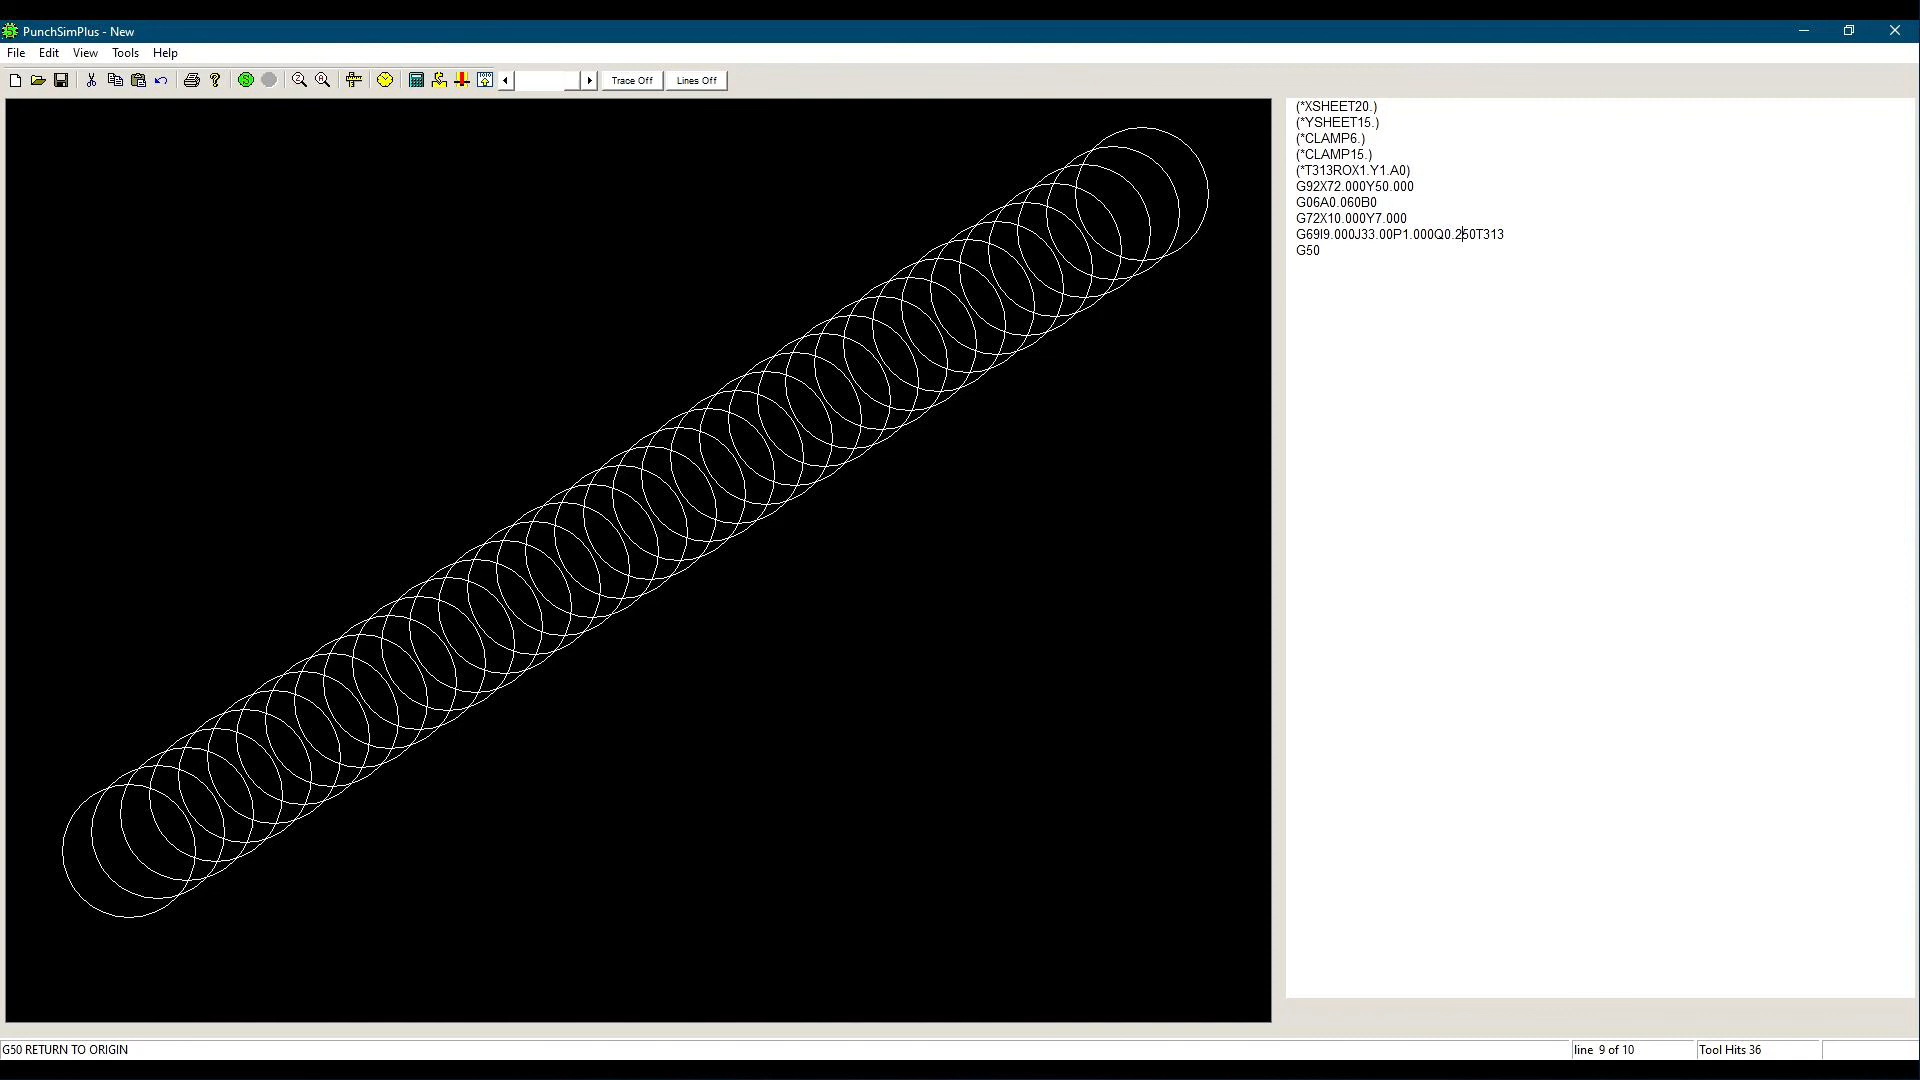 PunchSimPlus - New
File Edit View Tools Help
Trace Off Lines Off
(*XSHEET20.)
(*YSHEET15.)
(*CLAMP6.)
(*CLAMP15.)
(*T313ROX1.Y1.A0)
G92X72.000Y50.000
G06A0.060B0
G72X10.000Y7.000
G69I9.000J33.00P1.000Q0.250T313
G50
G50 RETURN TO ORIGIN
line 9 of 10
Tool Hits 36